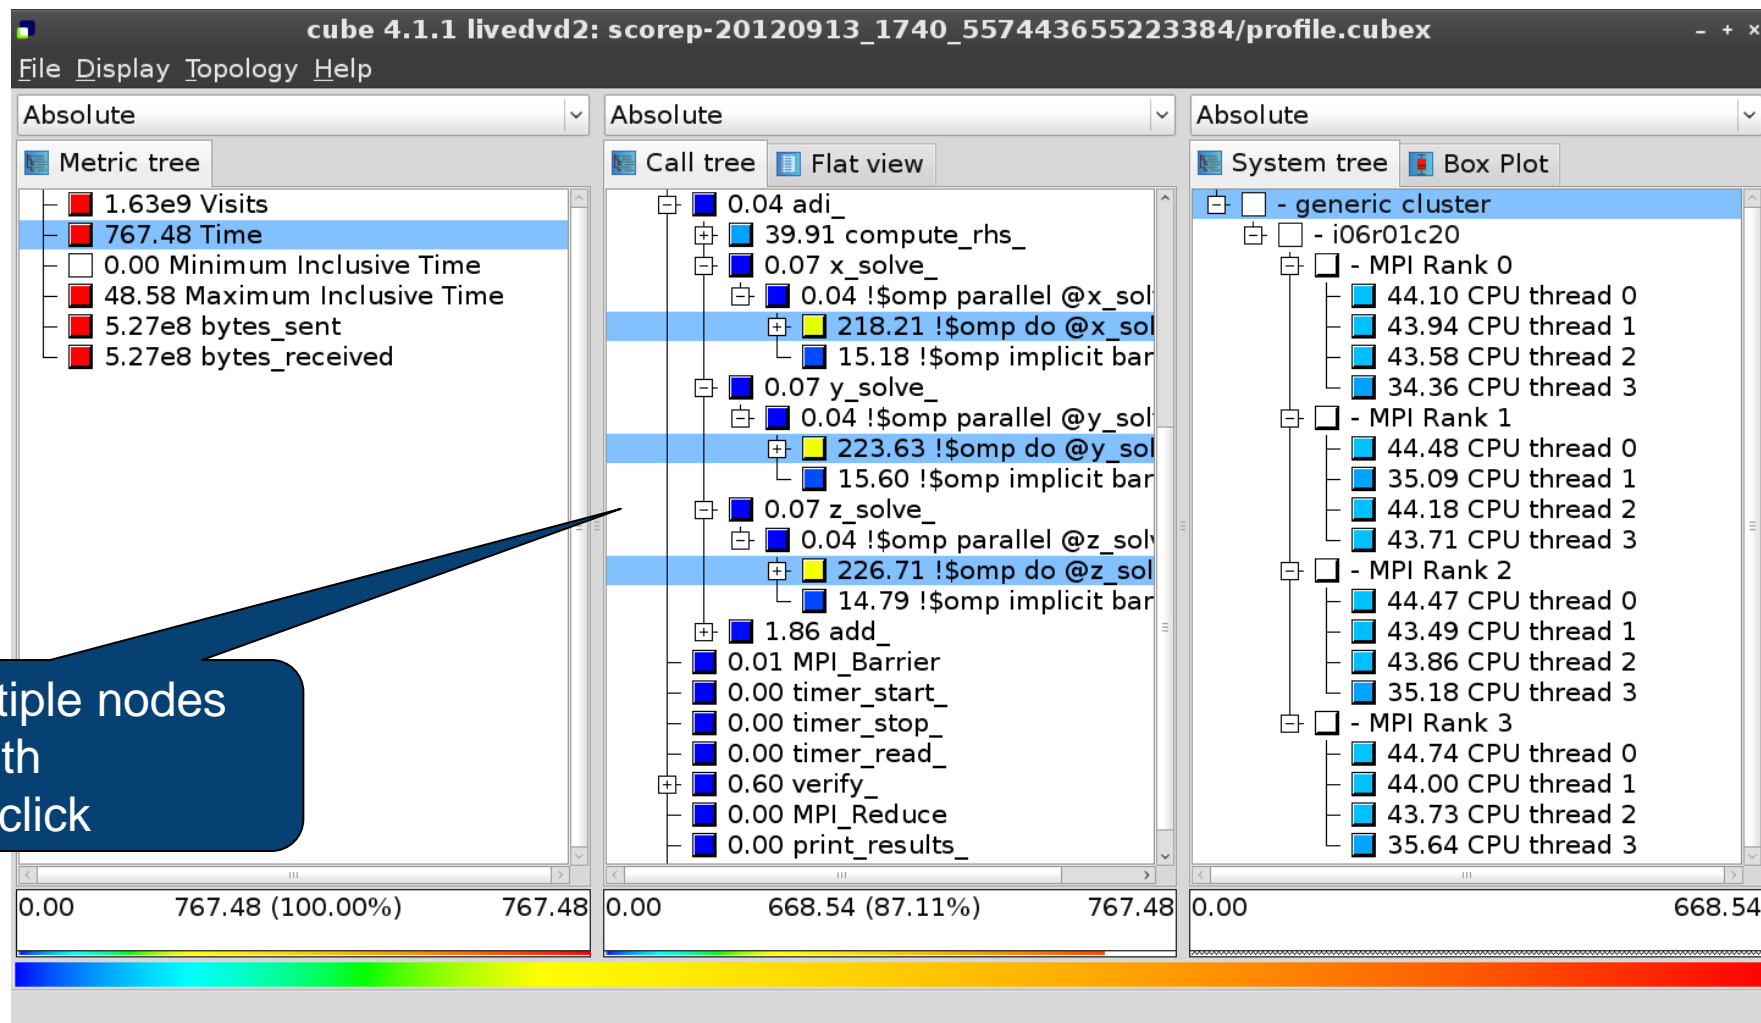 cube 4.1.1 livedvd2: scorep-20120913_1740_557443655223384/profile.cubex
File Display Topology Help
Absolute
Metric tree
1.63e9 Visits
767.48 Time
0.00 Minimum Inclusive Time
48.58 Maximum Inclusive Time
5.27e8 bytes_sent
5.27e8 bytes_received
tiple nodes
th
click
0.00 767.48 (100.00%) 767.48
Absolute
Call tree Flat view
0.04 adi_
39.91 compute_rhs_
0.07 x_solve_
0.04 !$omp parallel @x_sol
218.21 !$omp do @x_sol
15.18 !$omp implicit bar
0.07 y_solve_
0.04 !$omp parallel @y_sol
223.63 !$omp do @y_sol
15.60 !$omp implicit bar
0.07 z_solve_
0.04 !$omp parallel @z_solv
226.71 !$omp do @z_sol
14.79 !$omp implicit bar
1.86 add_
0.01 MPI_Barrier
0.00 timer_start_
0.00 timer_stop_
0.00 timer_read_
0.60 verify_
0.00 MPI_Reduce
0.00 print_results_
0.00 668.54 (87.11%) 767.48
Absolute
System tree Box Plot
- generic cluster
- i06r01c20
- MPI Rank 0
44.10 CPU thread 0
43.94 CPU thread 1
43.58 CPU thread 2
34.36 CPU thread 3
- MPI Rank 1
44.48 CPU thread 0
35.09 CPU thread 1
44.18 CPU thread 2
43.71 CPU thread 3
- MPI Rank 2
44.47 CPU thread 0
43.49 CPU thread 1
43.86 CPU thread 2
35.18 CPU thread 3
- MPI Rank 3
44.74 CPU thread 0
44.00 CPU thread 1
43.73 CPU thread 2
35.64 CPU thread 3
0.00 668.54